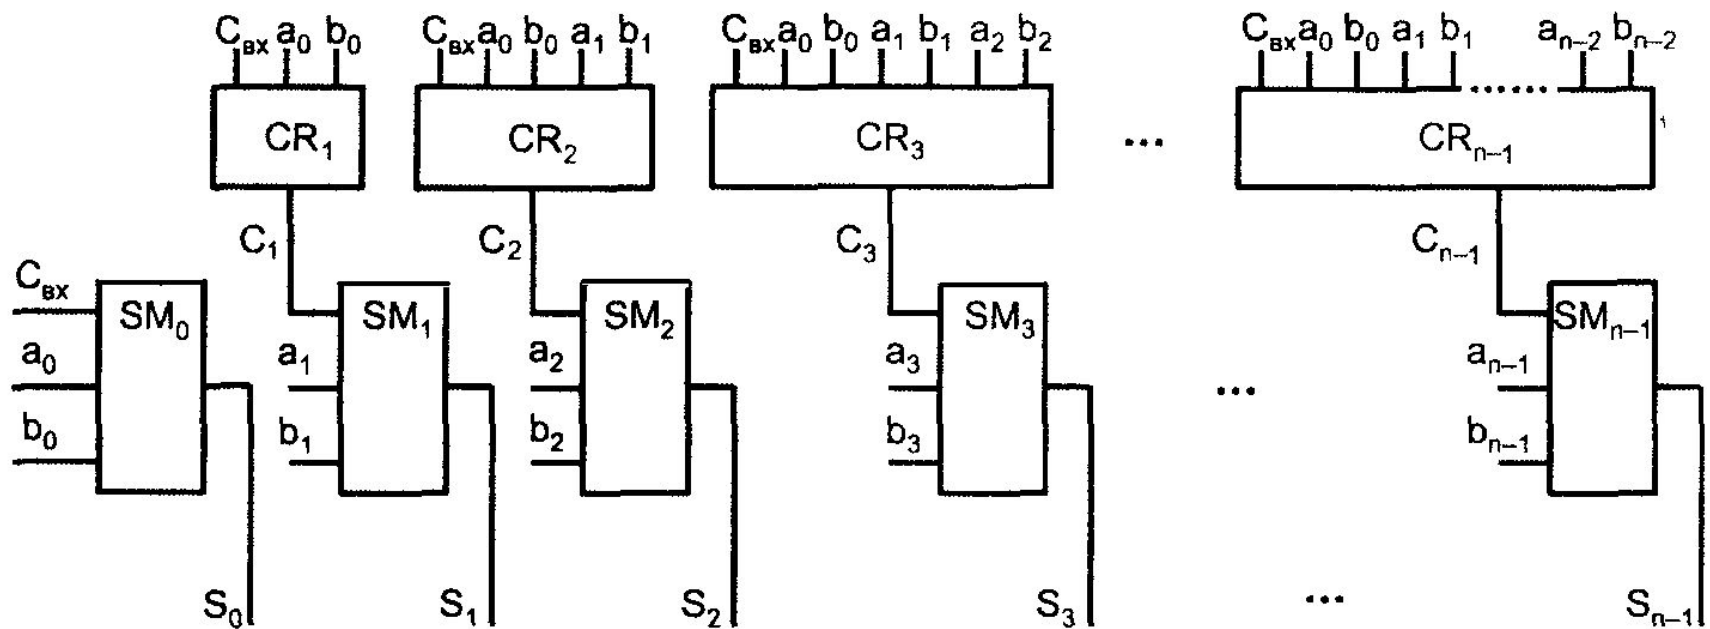 Cвх a0 b0 Cвх a0 b0 a1 b1 Cвх a0 b0 a1 b1 a2 b2 Cвх a0 b0 a1 b1 ...... an–2 bn–2
CR1 CR2 CR3 ... CRn–1
C1 C2 C3 Cn–1
Cвх SM0 SM1 SM2 SM3 SMn–1
a0 a1 a2 a3 ... an–1
b0 b1 b2 b3 bn–1
S0 S1 S2 S3 ... Sn–1